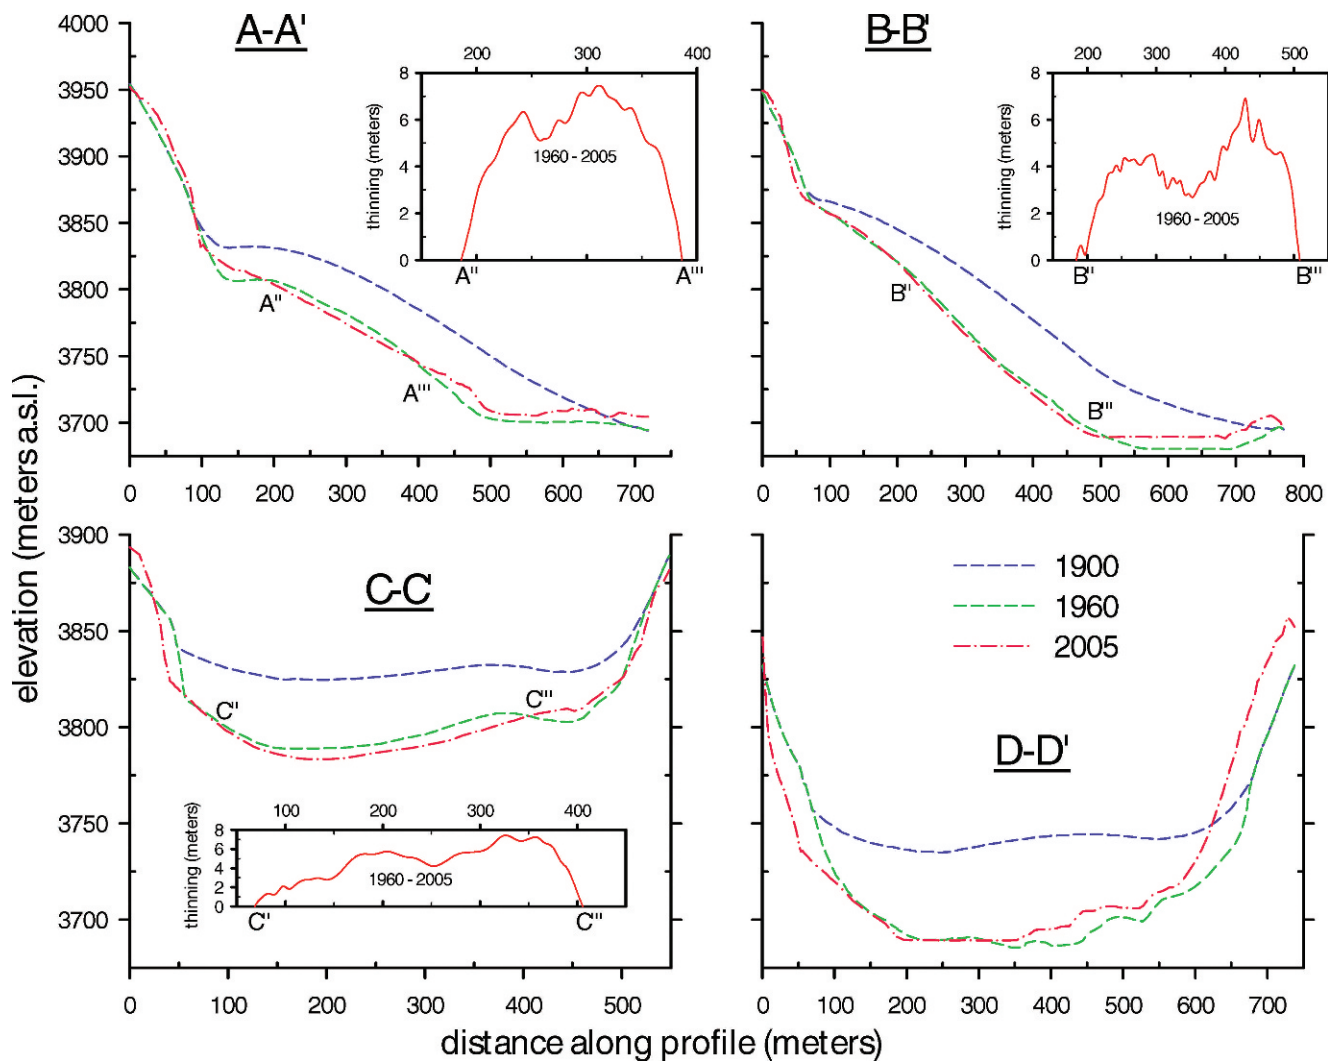 A-A'
B-B'
4000
3950
3900
3850
3800
3750
3700
200 300 400
8
6
4
2
0
thinning (meters)
1960 - 2005
A" A'''
A"
A'''
0 100 200 300 400 500 600 700
200 300 400 500
8
6
4
2
0
thinning (meters)
1960 - 2005
B" B'''
B"
B'''
0 100 200 300 400 500 600 700 800
elevation (meters a.s.l.)
3900
3850
3800
3750
3700
C-C'
C"
C'''
100 200 300 400
8
6
4
2
0
thinning (meters)
1960 - 2005
C" C'''
0 100 200 300 400 500
1900
1960
2005
D-D'
0 100 200 300 400 500 600 700
distance along profile (meters)